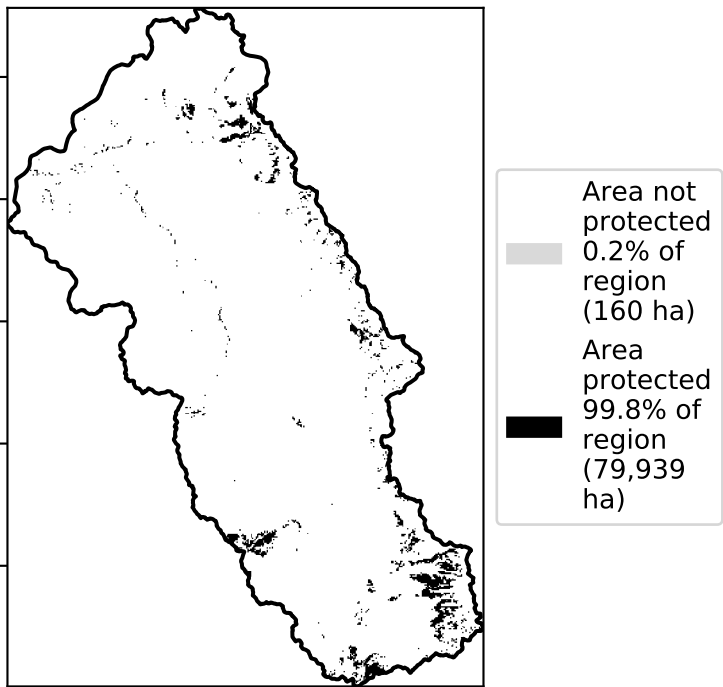 Area not
protected
0.2% of
region
(160 ha)
Area
protected
99.8% of
region
(79,939
ha)